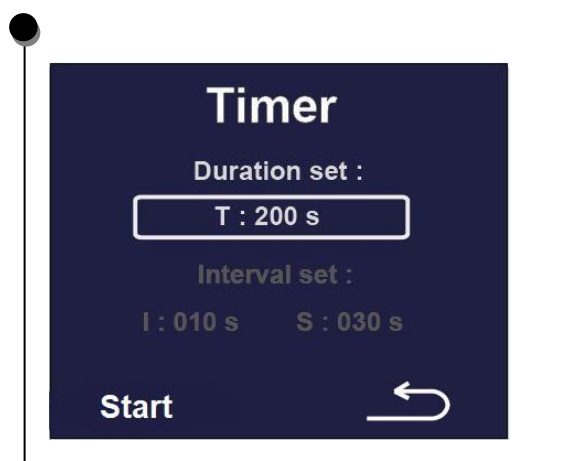 Timer
Duration set :
T : 200 s
Interval set :
I : 010 s S : 030 s
Start